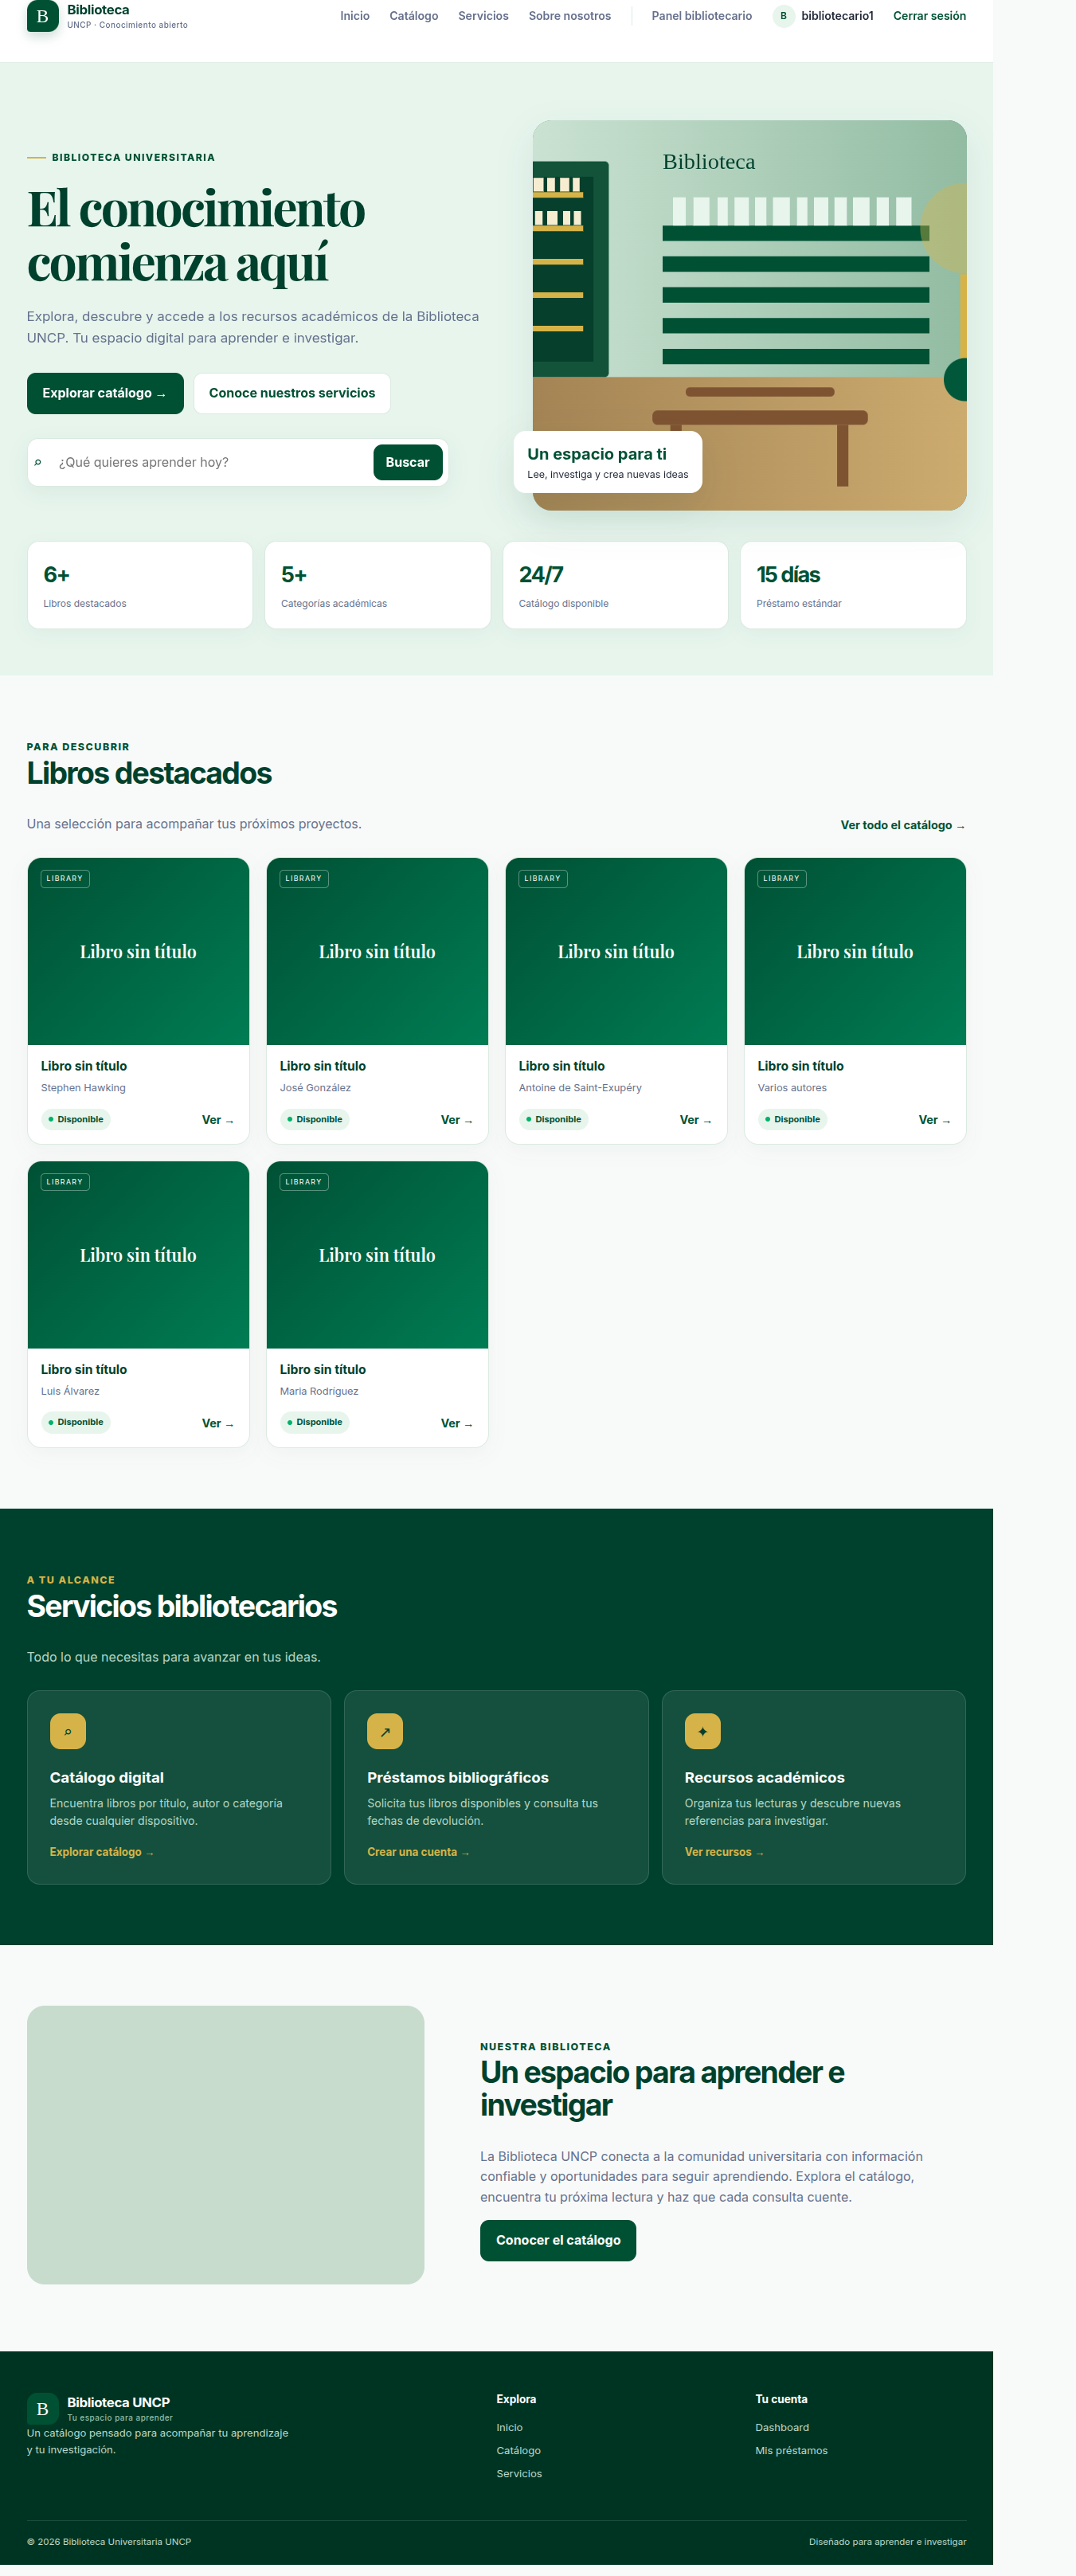 B
Biblioteca
UNCP · Conocimiento abierto
Inicio
Catálogo
Servicios
Sobre nosotros
Panel bibliotecario
B
bibliotecario1
Cerrar sesión
BIBLIOTECA UNIVERSITARIA
El conocimiento
comienza aquí
Explora, descubre y accede a los recursos académicos de la Biblioteca
UNCP. Tu espacio digital para aprender e investigar.
Explorar catálogo →
Conoce nuestros servicios
¿Qué quieres aprender hoy?
Buscar
Biblioteca
Un espacio para ti
Lee, investiga y crea nuevas ideas
6+
Libros destacados
5+
Categorías académicas
24/7
Catálogo disponible
15 días
Préstamo estándar
PARA DESCUBRIR
Libros destacados
Una selección para acompañar tus próximos proyectos.
Ver todo el catálogo →
LIBRARY
Libro sin título
Libro sin título
Stephen Hawking
Disponible
Ver →
LIBRARY
Libro sin título
Libro sin título
José González
Disponible
Ver →
LIBRARY
Libro sin título
Libro sin título
Antoine de Saint-Exupéry
Disponible
Ver →
LIBRARY
Libro sin título
Libro sin título
Varios autores
Disponible
Ver →
LIBRARY
Libro sin título
Libro sin título
Luis Álvarez
Disponible
Ver →
LIBRARY
Libro sin título
Libro sin título
Maria Rodríguez
Disponible
Ver →
A TU ALCANCE
Servicios bibliotecarios
Todo lo que necesitas para avanzar en tus ideas.
Catálogo digital
Encuentra libros por título, autor o categoría
desde cualquier dispositivo.
Explorar catálogo →
Préstamos bibliográficos
Solicita tus libros disponibles y consulta tus
fechas de devolución.
Crear una cuenta →
Recursos académicos
Organiza tus lecturas y descubre nuevas
referencias para investigar.
Ver recursos →
NUESTRA BIBLIOTECA
Un espacio para aprender e
investigar
La Biblioteca UNCP conecta a la comunidad universitaria con información
confiable y oportunidades para seguir aprendiendo. Explora el catálogo,
encuentra tu próxima lectura y haz que cada consulta cuente.
Conocer el catálogo
B
Biblioteca UNCP
Tu espacio para aprender
Un catálogo pensado para acompañar tu aprendizaje
y tu investigación.
Explora
Inicio
Catálogo
Servicios
Tu cuenta
Dashboard
Mis préstamos
© 2026 Biblioteca Universitaria UNCP
Diseñado para aprender e investigar